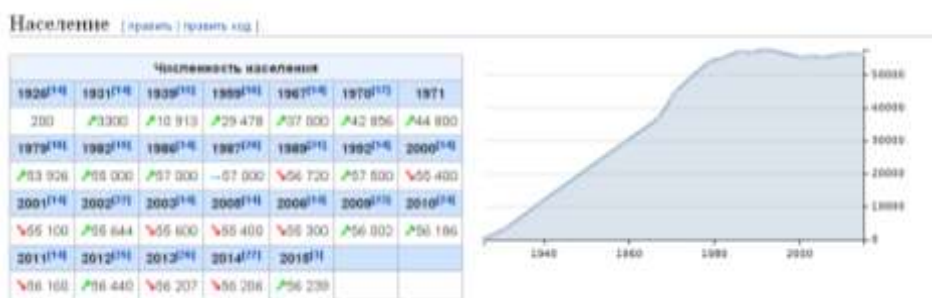 Население [ править | править код ]
Численность населения
1926[14] 1931[14] 1939[15] 1959[16] 1967[14] 1970[17] 1971
200 ↗3300 ↗10 913 ↗29 478 ↗37 000 ↗42 856 ↗44 800
1979[18] 1982[19] 1986[14] 1987[20] 1989[21] 1992[14] 2000[14]
↗53 926 ↗55 000 ↗57 000 →57 000 ↘56 720 ↗57 800 ↘55 400
2001[14] 2002[22] 2003[14] 2005[14] 2006[14] 2009[23] 2010[24]
↘55 100 ↗55 644 ↘55 600 ↘55 400 ↘55 300 ↗56 002 ↗56 186
2011[14] 2012[25] 2013[26] 2014[27] 2015[1]
↘56 160 ↗56 440 ↘56 207 ↘56 206 ↗56 239
50000
40000
30000
20000
10000
0
1940 1960 1980 2000